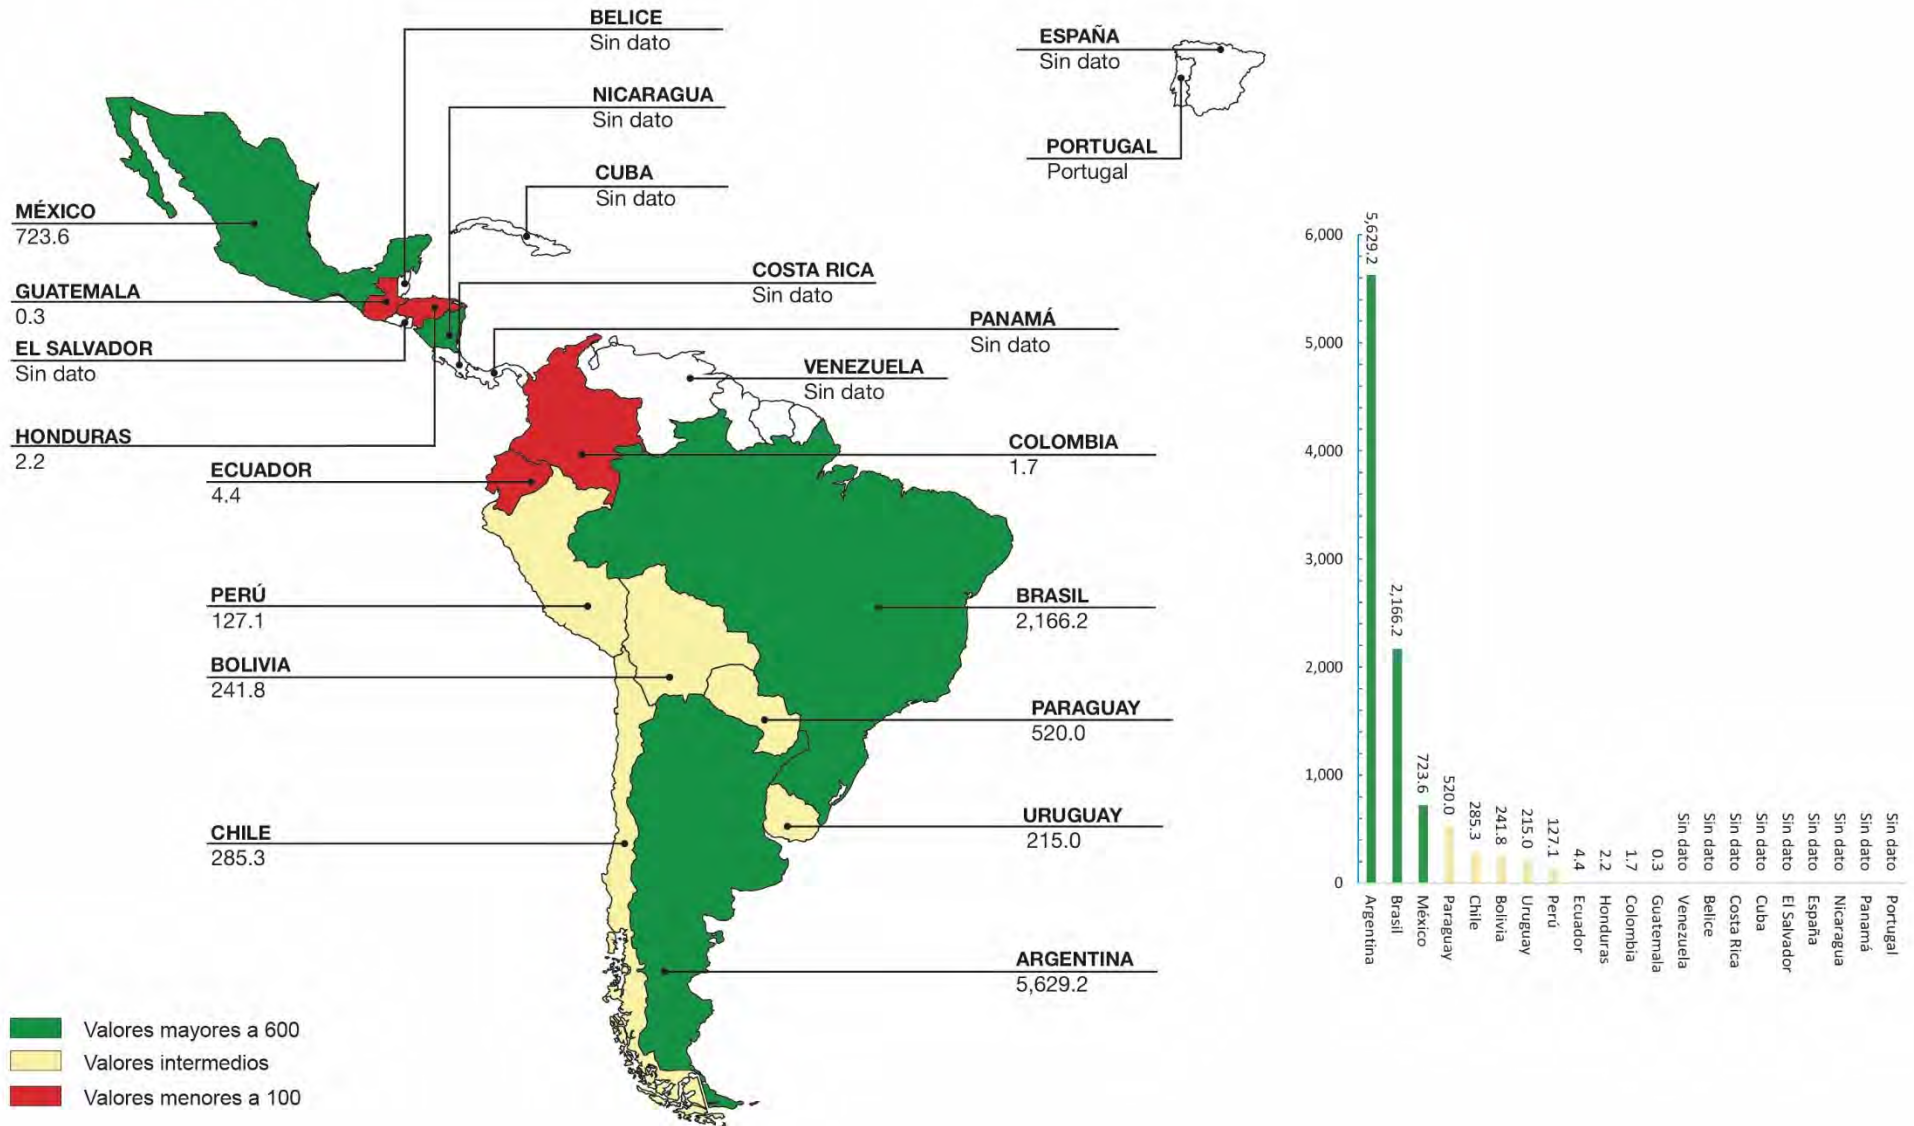 BELICE
Sin dato
ESPAÑA
Sin dato
NICARAGUA
Sin dato
PORTUGAL
Portugal
CUBA
Sin dato
MÉXICO
723.6
COSTA RICA
Sin dato
GUATEMALA
0.3
PANAMÁ
Sin dato
EL SALVADOR
Sin dato
VENEZUELA
Sin dato
HONDURAS
2.2
COLOMBIA
1.7
ECUADOR
4.4
PERÚ
127.1
BRASIL
2,166.2
BOLIVIA
241.8
PARAGUAY
520.0
CHILE
285.3
URUGUAY
215.0
ARGENTINA
5,629.2
Valores mayores a 600
Valores intermedios
Valores menores a 100
6,000
5,000
4,000
3,000
2,000
1,000
0
5,629.2
2,166.2
723.6
520.0
285.3
241.8
215.0
127.1
4.4
2.2
1.7
0.3
Sin dato
Sin dato
Sin dato
Sin dato
Sin dato
Sin dato
Sin dato
Sin dato
Sin dato
Argentina
Brasil
México
Paraguay
Chile
Bolivia
Uruguay
Perú
Ecuador
Honduras
Colombia
Guatemala
Venezuela
Belice
Costa Rica
Cuba
El Salvador
España
Nicaragua
Panamá
Portugal